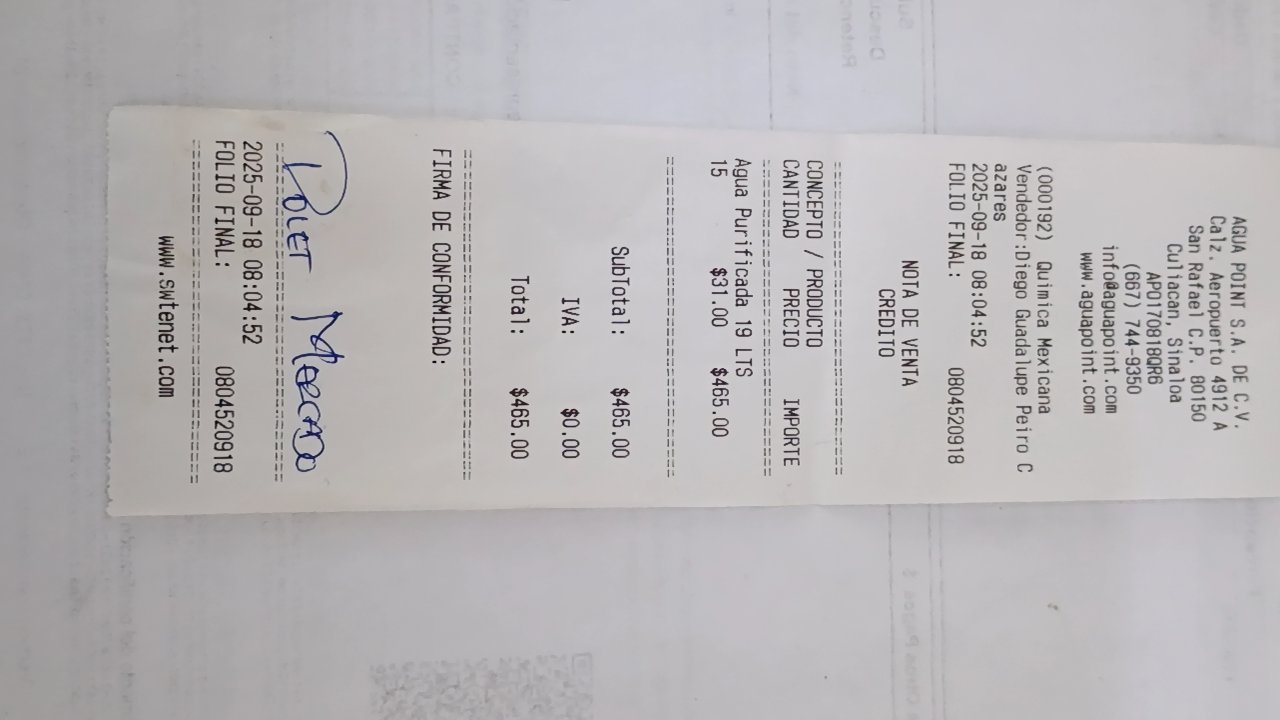 AGUA POINT S.A. DE C.V.
Calz. Aeropuerto 4912 A
San Rafael C.P. 80150
Culiacan, Sinaloa
APO170818QR6
(667) 744-9350
info@aguapoint.com
www.aguapoint.com
(000192) Quimica Mexicana
Vendedor:Diego Guadalupe Peiro C
azares
2025-09-18 08:04:52
FOLIO FINAL: 0804520918
NOTA DE VENTA
CREDITO
CONCEPTO / PRODUCTO
CANTIDAD PRECIO IMPORTE
Agua Purificada 19 LTS
15 $31.00 $465.00
SubTotal: $465.00
IVA: $0.00
Total: $465.00
FIRMA DE CONFORMIDAD:
POLET MERCADO
2025-09-18 08:04:52
FOLIO FINAL: 0804520918
www.swtenet.com